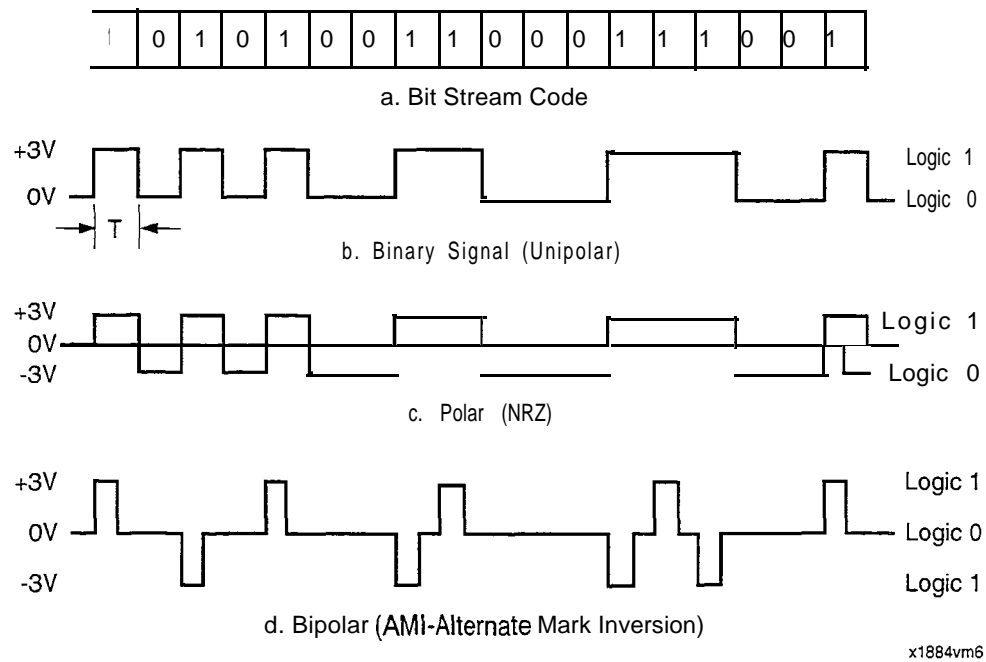 1 0 1 0 1 0 0 1 1 0 0 0 1 1 1 0 0 1
a. Bit Stream Code
+3V Logic 1
0V Logic 0
T
b. Binary Signal (Unipolar)
+3V Logic 1
0V
-3V Logic 0
c. Polar (NRZ)
+3V Logic 1
0V Logic 0
-3V Logic 1
d. Bipolar (AMI-Alternate Mark Inversion)
x1884vm6